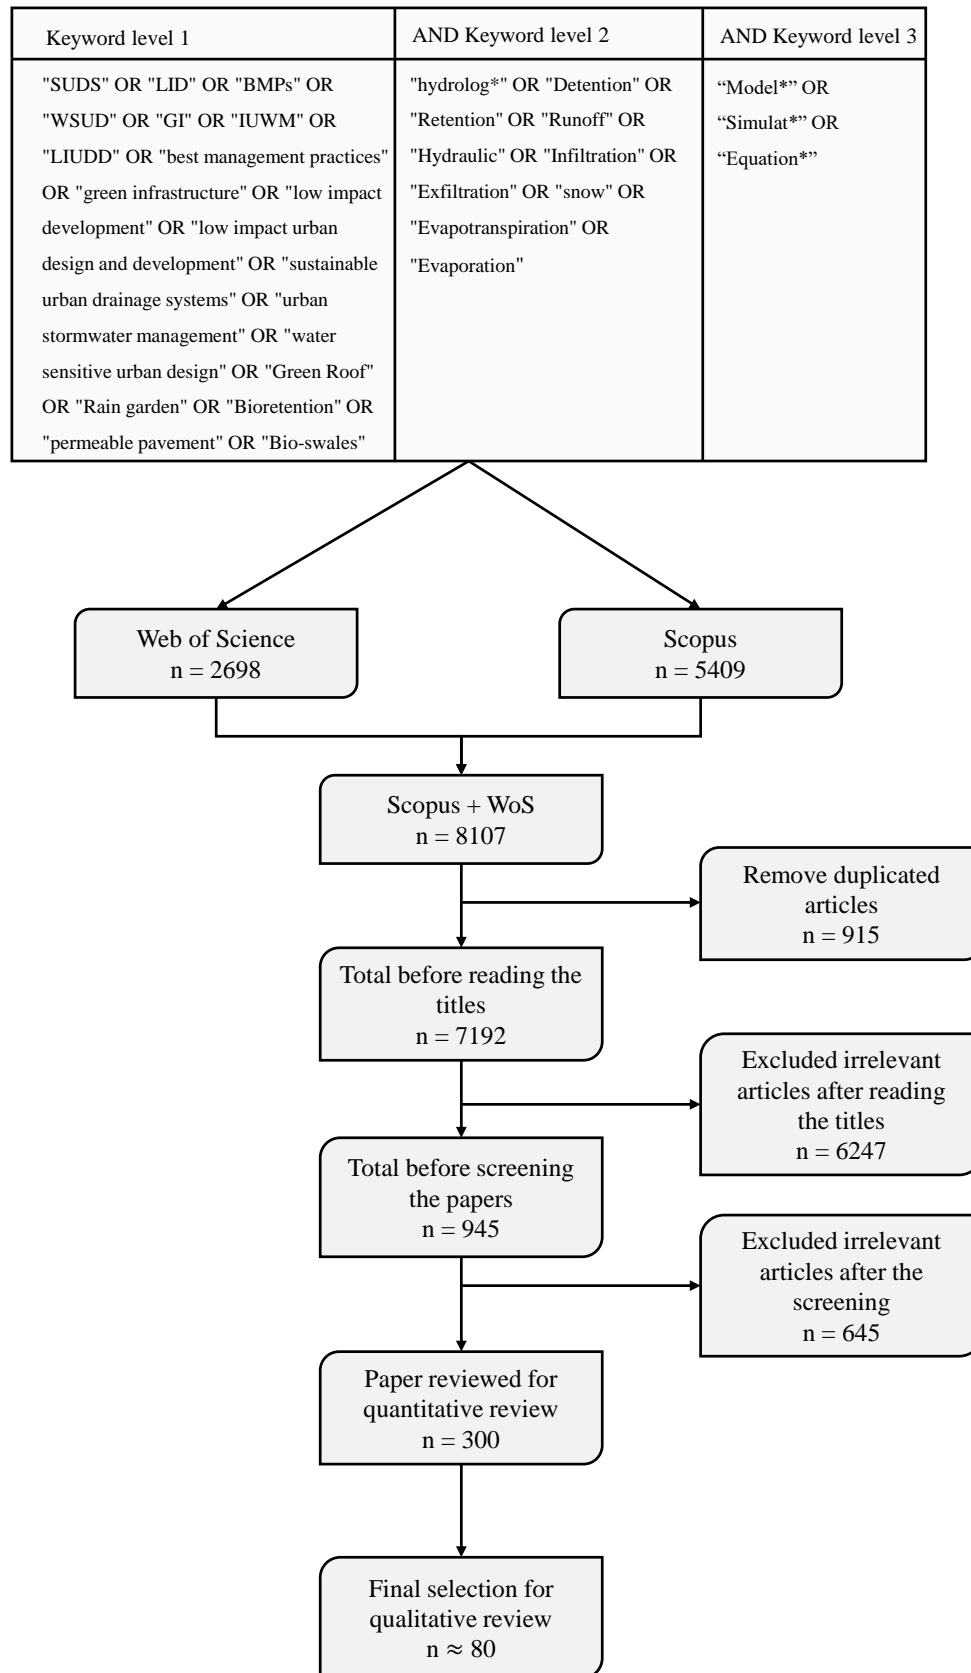 Keyword level 1
"SUDS" OR "LID" OR "BMPs" OR
"WSUD" OR "GI" OR "IUWM" OR
"LIUDD" OR "best management practices"
OR "green infrastructure" OR "low impact
development" OR "low impact urban
design and development" OR "sustainable
urban drainage systems" OR "urban
stormwater management" OR "water
sensitive urban design" OR "Green Roof"
OR "Rain garden" OR "Bioretention" OR
"permeable pavement" OR "Bio-swales"
AND Keyword level 2
"hydrolog*" OR "Detention" OR
"Retention" OR "Runoff" OR
"Hydraulic" OR "Infiltration" OR
"Exfiltration" OR "snow" OR
"Evapotranspiration" OR
"Evaporation"
AND Keyword level 3
“Model*” OR
“Simulat*” OR
“Equation*”
Web of Science
n = 2698
Scopus
n = 5409
Scopus + WoS
n = 8107
Remove duplicated
articles
n = 915
Total before reading the
titles
n = 7192
Excluded irrelevant
articles after reading
the titles
n = 6247
Total before screening
the papers
n = 945
Excluded irrelevant
articles after the
screening
n = 645
Paper reviewed for
quantitative review
n = 300
Final selection for
qualitative review
n ≈ 80